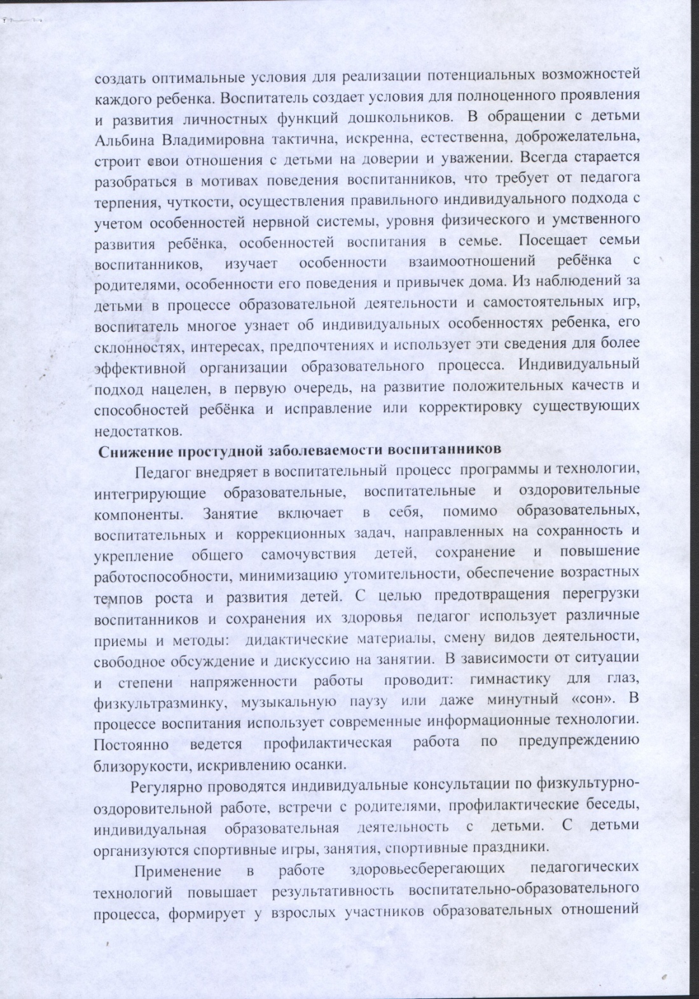 создать оптимальные условия для реализации потенциальных возможностей
каждого ребенка. Воспитатель создает условия для полноценного проявления
и развития личностных функций дошкольников. В обращении с детьми
Альбина Владимировна тактична, искренна, естественна, доброжелательна,
строит свои отношения с детьми на доверии и уважении. Всегда старается
разобраться в мотивах поведения воспитанников, что требует от педагога
терпения, чуткости, осуществления правильного индивидуального подхода с
учетом особенностей нервной системы, уровня физического и умственного
развития ребёнка, особенностей воспитания в семье. Посещает семьи
воспитанников, изучает особенности взаимоотношений ребёнка с
родителями, особенности его поведения и привычек дома. Из наблюдений за
детьми в процессе образовательной деятельности и самостоятельных игр,
воспитатель многое узнает об индивидуальных особенностях ребенка, его
склонностях, интересах, предпочтениях и использует эти сведения для более
эффективной организации образовательного процесса. Индивидуальный
подход нацелен, в первую очередь, на развитие положительных качеств и
способностей ребёнка и исправление или корректировку существующих
недостатков.
Снижение простудной заболеваемости воспитанников
Педагог внедряет в воспитательный процесс программы и технологии,
интегрирующие образовательные, воспитательные и оздоровительные
компоненты. Занятие включает в себя, помимо образовательных,
воспитательных и коррекционных задач, направленных на сохранность и
укрепление общего самочувствия детей, сохранение и повышение
работоспособности, минимизацию утомительности, обеспечение возрастных
темпов роста и развития детей. С целью предотвращения перегрузки
воспитанников и сохранения их здоровья педагог использует различные
приемы и методы: дидактические материалы, смену видов деятельности,
свободное обсуждение и дискуссию на занятии. В зависимости от ситуации
и степени напряженности работы проводит: гимнастику для глаз,
физкультразминку, музыкальную паузу или даже минутный «сон». В
процессе воспитания использует современные информационные технологии.
Постоянно ведется профилактическая работа по предупреждению
близорукости, искривлению осанки.
Регулярно проводятся индивидуальные консультации по физкультурно-
оздоровительной работе, встречи с родителями, профилактические беседы,
индивидуальная образовательная деятельность с детьми. С детьми
организуются спортивные игры, занятия, спортивные праздники.
Применение в работе здоровьесберегающих педагогических
технологий повышает результативность воспитательно-образовательного
процесса, формирует у взрослых участников образовательных отношений